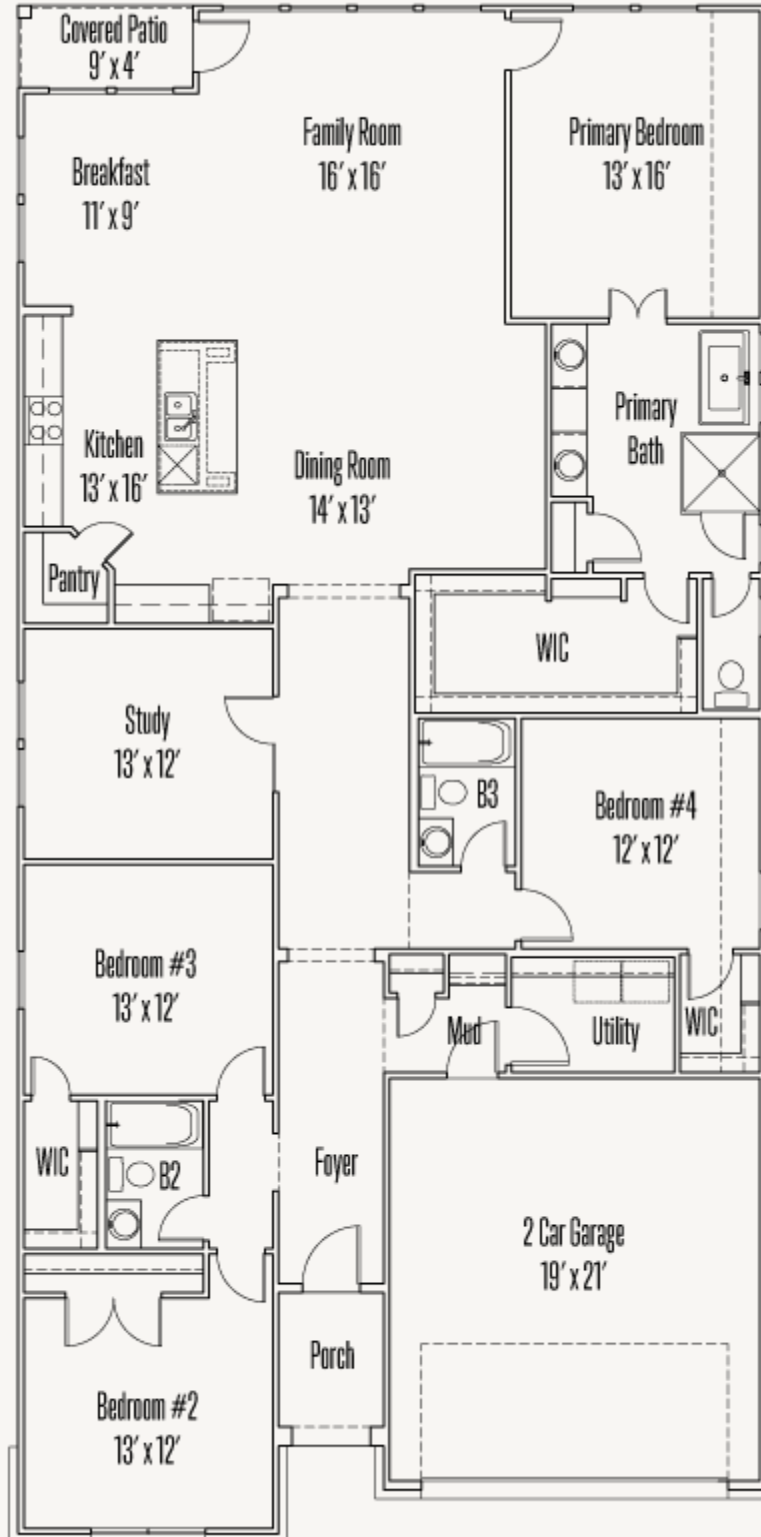 Covered Patio
9' x 4'
Family Room
16' x 16'
Primary Bedroom
13' x 16'
Breakfast
11' x 9'
Primary
Bath
Kitchen
13' x 16'
Dining Room
14' x 13'
Pantry
WIC
Study
13' x 12'
B3
Bedroom #4
12' x 12'
Bedroom #3
13' x 12'
Mud
Utility
WIC
WIC
B2
Foyer
2 Car Garage
19' x 21'
Porch
Bedroom #2
13' x 12'